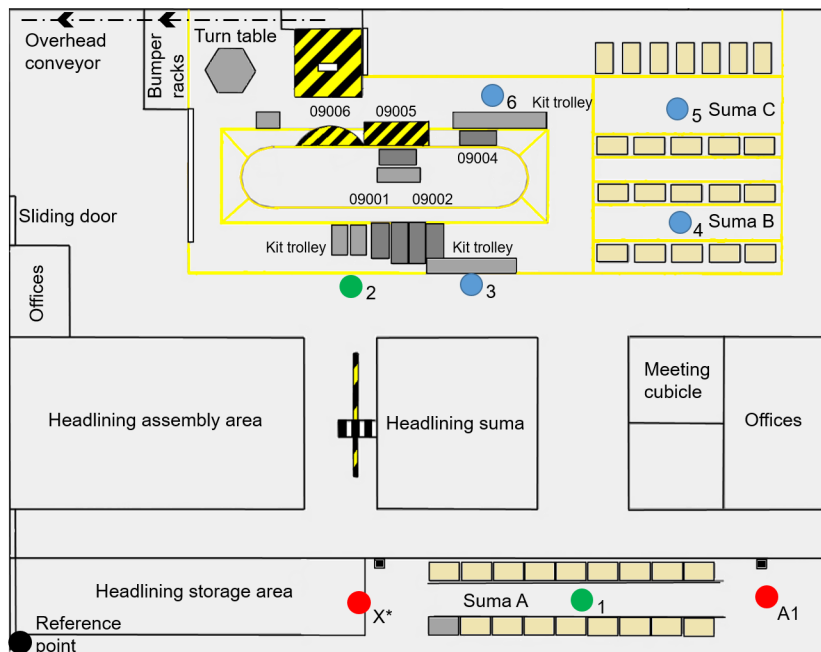 Overhead
conveyor
Bumper
racks
Turn table
09006
09005
6
Kit trolley
09004
5
Suma C
09001
09002
4
Suma B
Sliding door
Kit trolley
Kit trolley
Offices
2
3
Headlining assembly area
Headlining suma
Meeting
cubicle
Offices
Headlining storage area
X*
Suma A
1
A1
Reference
point